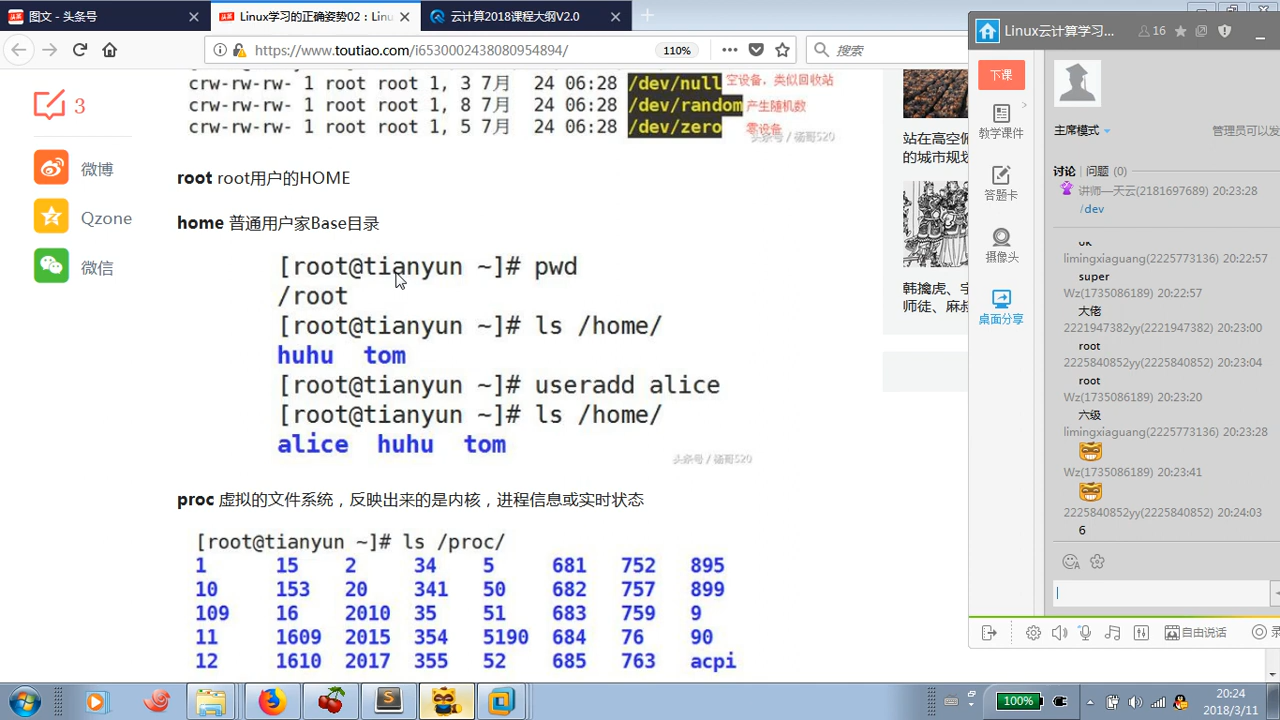 图文 - 头条号
Linux学习的正确姿势02：Linu
云计算2018课程大纲V2.0
https://www.toutiao.com/i6530002438080954894/
110%
搜索
crw-rw-rw- 1 root root 1, 3 7月 24 06:28 /dev/null 空设备，类似回收站
crw-rw-rw- 1 root root 1, 8 7月 24 06:28 /dev/random 产生随机数
crw-rw-rw- 1 root root 1, 5 7月 24 06:28 /dev/zero 零设备
3
微博
Qzone
微信
root root用户的HOME
home 普通用户家Base目录
[root@tianyun ~]# pwd
/root
[root@tianyun ~]# ls /home/
huhu tom
[root@tianyun ~]# useradd alice
[root@tianyun ~]# ls /home/
alice huhu tom
proc 虚拟的文件系统，反映出来的是内核，进程信息或实时状态
[root@tianyun ~]# ls /proc/
1 15 2 34 5 681 752 895
10 153 20 341 50 682 757 899
109 16 2010 35 51 683 759 9
11 1609 2015 354 5190 684 76 90
12 1610 2017 355 52 685 763 acpi
站在高空俯
的城市规划
韩擒虎、宇
师徒、麻叔
Linux云计算学习...
16
下课
教学课件
答题卡
摄像头
桌面分享
主席模式
管理员可以发
讨论 | 问题 (0)
讲师—天云(2181697689) 20:23:28
/dev
ok
limingxiaguang(2225773136) 20:22:57
super
Wz(1735086189) 20:22:57
大佬
2221947382yy(2221947382) 20:23:00
root
2225840852yy(2225840852) 20:23:04
root
Wz(1735086189) 20:23:20
六级
limingxiaguang(2225773136) 20:23:28
Wz(1735086189) 20:23:41
2225840852yy(2225840852) 20:24:03
6
自由说话
录
100%
20:24
2018/3/11